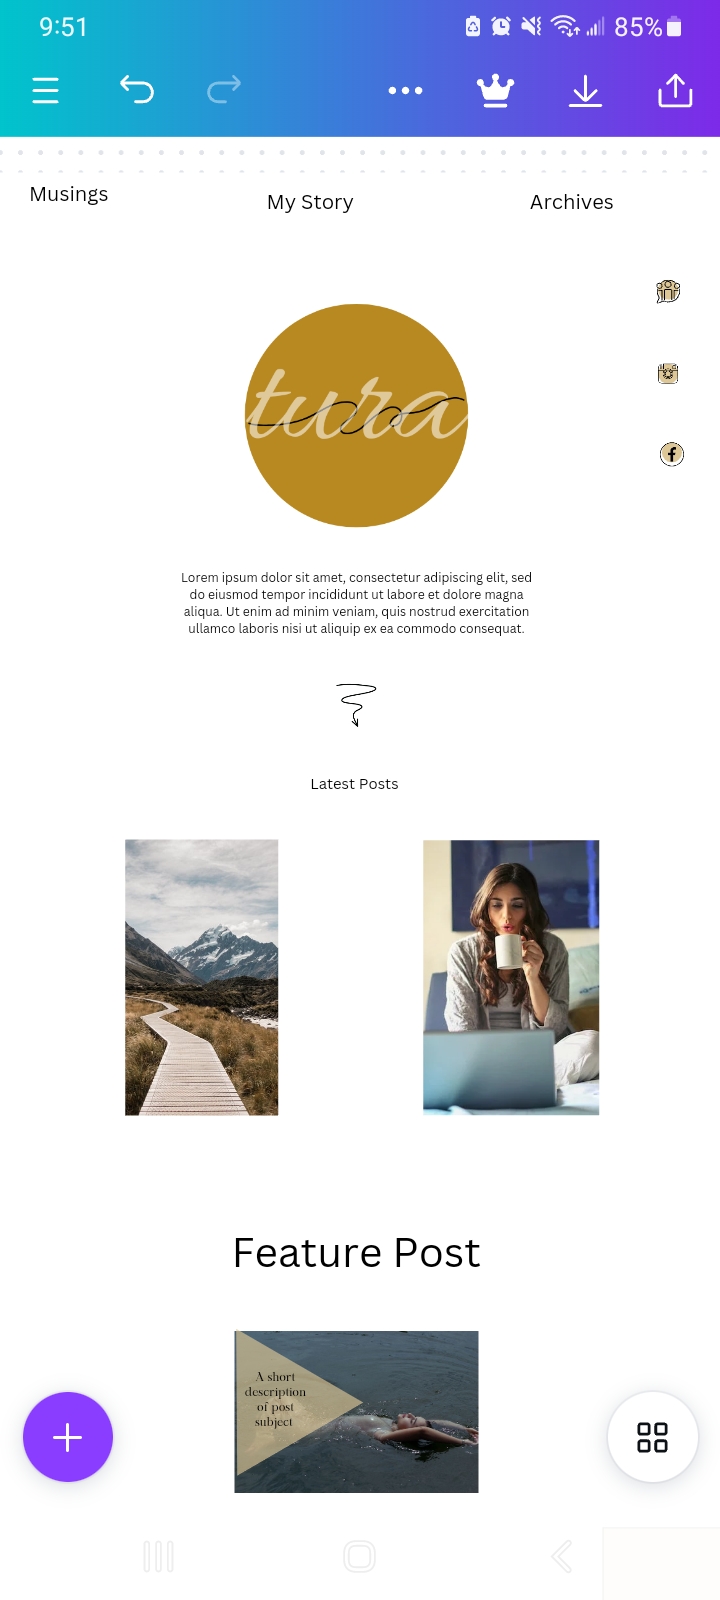 9:51
85%
Musings
My Story
Archives
tura
Lorem ipsum dolor sit amet, consectetur adipiscing elit, sed
do eiusmod tempor incididunt ut labore et dolore magna
aliqua. Ut enim ad minim veniam, quis nostrud exercitation
ullamco laboris nisi ut aliquip ex ea commodo consequat.
Latest Posts
Feature Post
A short
description
of post
subject